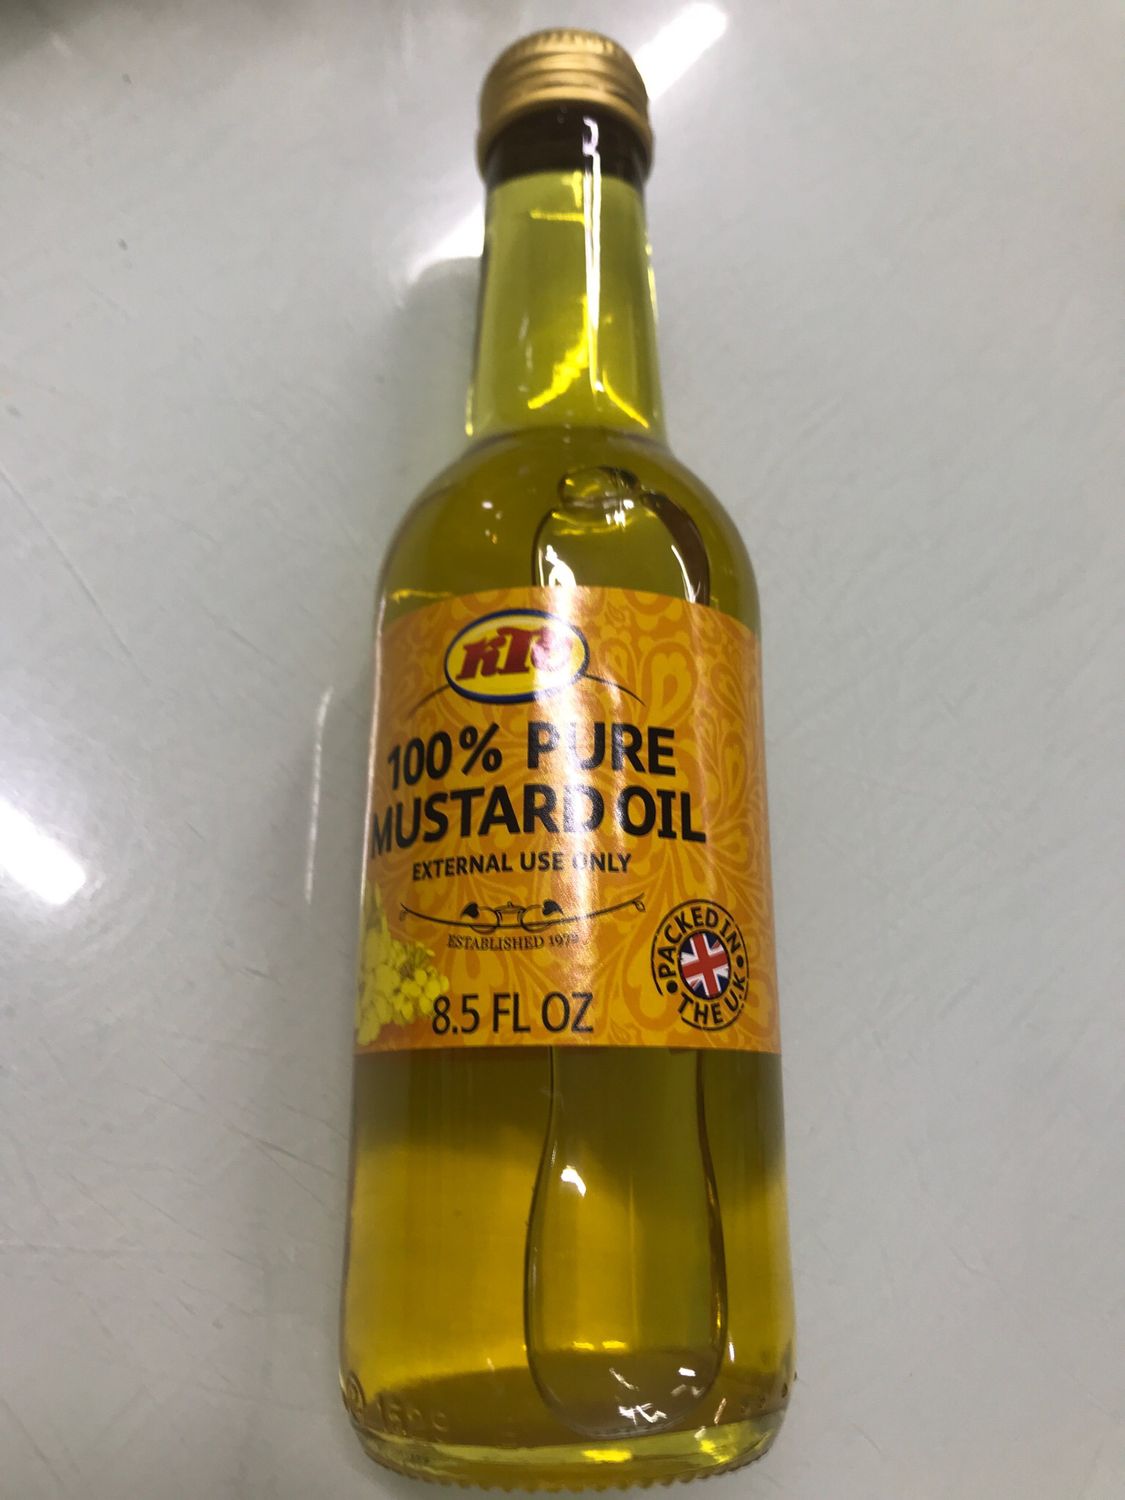 KTC
100% PURE
MUSTARD OIL
EXTERNAL USE ONLY
ESTABLISHED 1972
PACKED IN
THE U.K
8.5 FL OZ